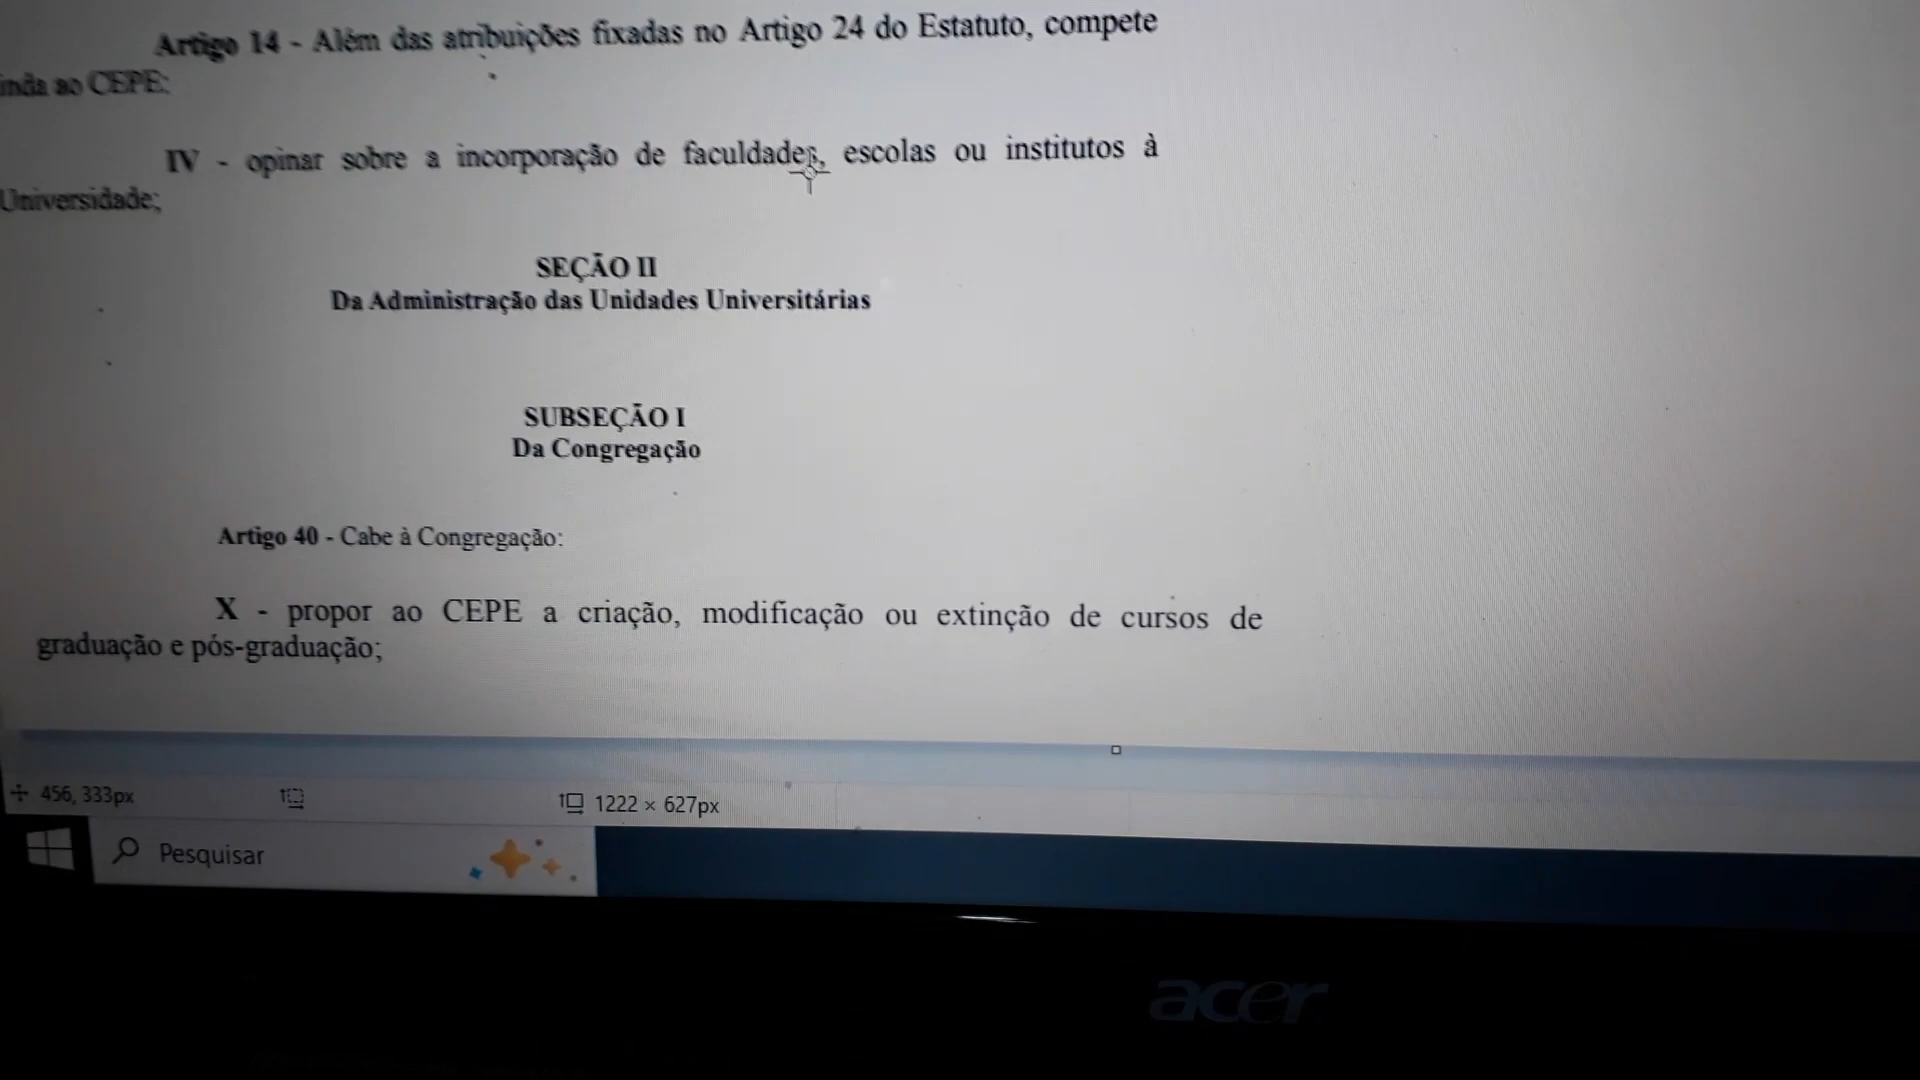 Artigo 14 - Além das atribuições fixadas no Artigo 24 do Estatuto, compete
inda ao CEPE:
IV - opinar sobre a incorporação de faculdades, escolas ou institutos à
Universidade;
SEÇÃO II
Da Administração das Unidades Universitárias
SUBSEÇÃO I
Da Congregação
Artigo 40 - Cabe à Congregação:
X - propor ao CEPE a criação, modificação ou extinção de cursos de
graduação e pós-graduação;
456, 333px
1222 × 627px
Pesquisar
acer